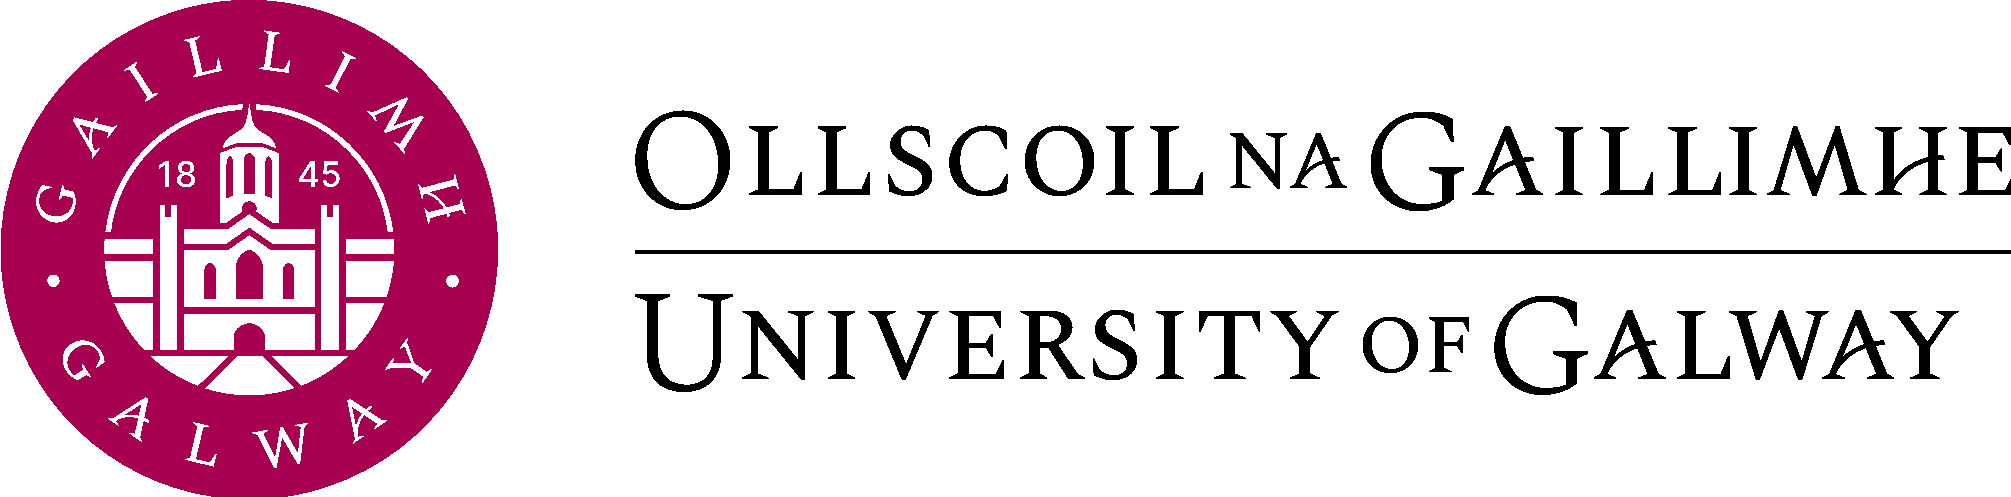 GAILLIMH
18 45
GALWAY
OLLSCOIL NA GAILLIMHE
UNIVERSITY OF GALWAY